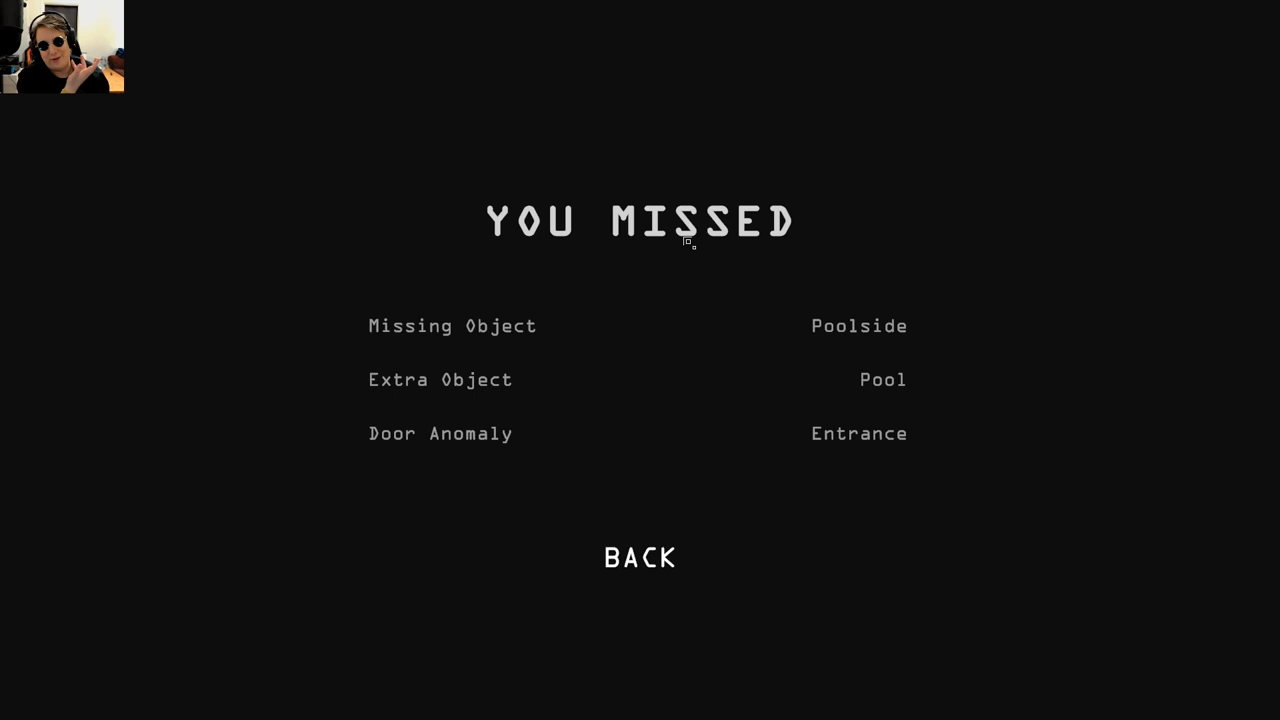 YOU MISSED
Missing Object Poolside
Extra Object Pool
Door Anomaly Entrance
BACK